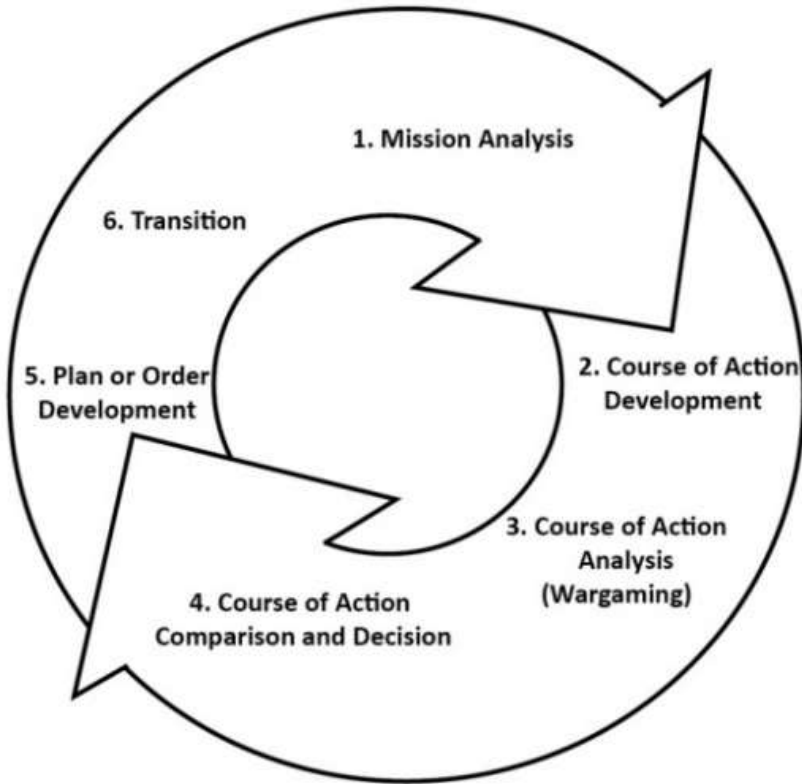 1. Mission Analysis
2. Course of Action
Development
3. Course of Action
Analysis
(Wargaming)
4. Course of Action
Comparison and Decision
5. Plan or Order
Development
6. Transition